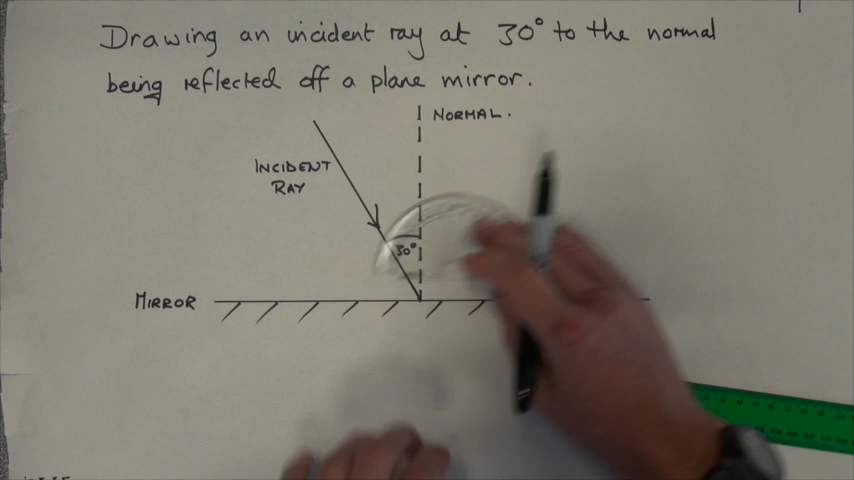 Drawing an incident ray at 30° to the normal
being reflected off a plane mirror.
NORMAL.
INCIDENT
RAY
30°
MIRROR